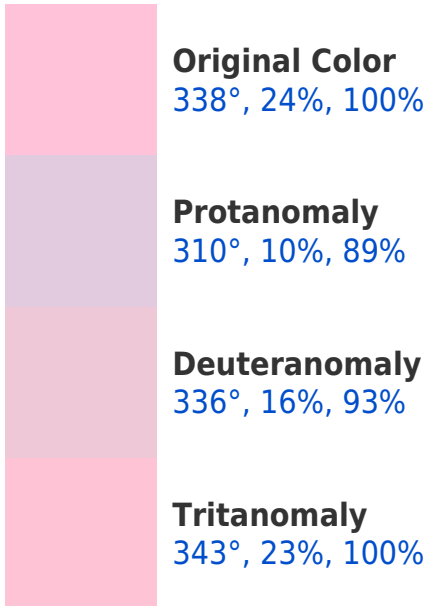 Original Color
338°, 24%, 100%
Protanomaly
310°, 10%, 89%
Deuteranomaly
336°, 16%, 93%
Tritanomaly
343°, 23%, 100%